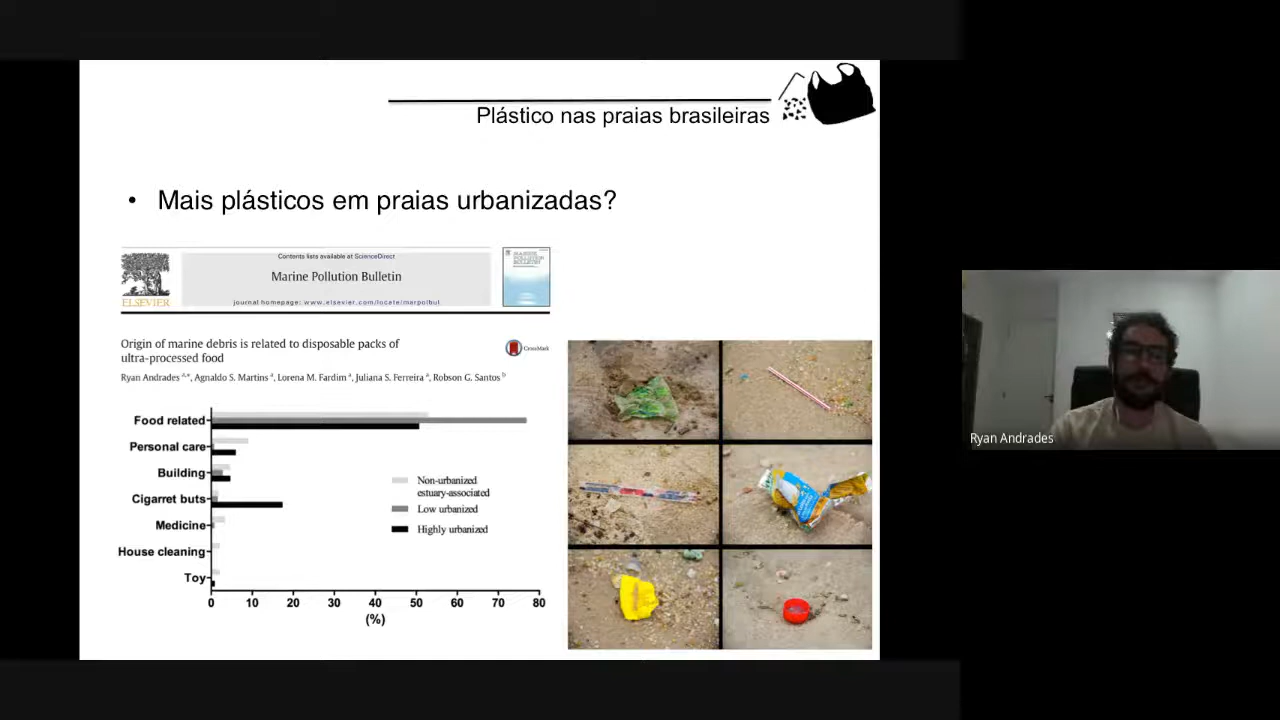 Plástico nas praias brasileiras
• Mais plásticos em praias urbanizadas?
Contents lists available at ScienceDirect
Marine Pollution Bulletin
journal homepage: www.elsevier.com/locate/marpolbul
ELSEVIER
MARINE POLLUTION BULLETIN
Origin of marine debris is related to disposable packs of
ultra-processed food
CrossMark
Ryan Andrades a,*, Agnaldo S. Martins a, Lorena M. Fardim a, Juliana S. Ferreira a, Robson G. Santos b
Food related
Personal care
Building
Cigarret buts
Medicine
House cleaning
Toy
0 10 20 30 40 50 60 70 80
(%)
Non-urbanized
estuary-associated
Low urbanized
Highly urbanized
Ryan Andrades